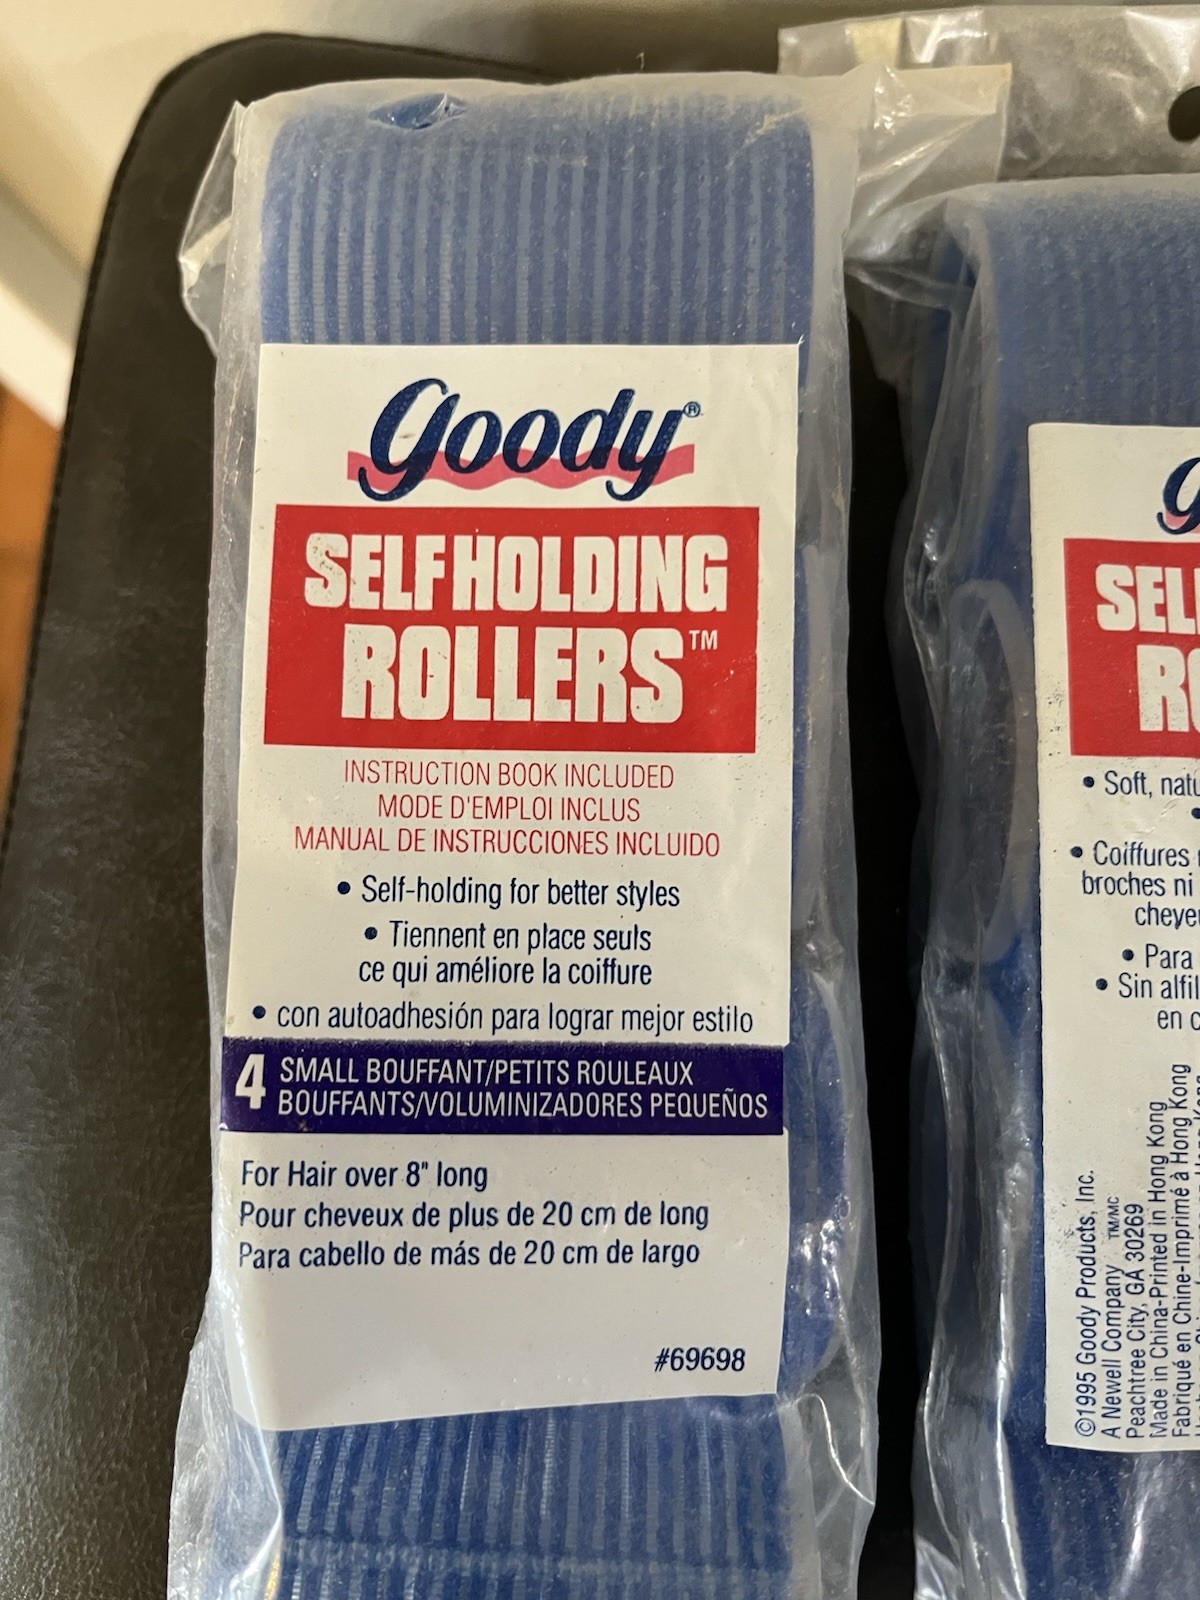 goody®
SELF HOLDING
ROLLERS™
INSTRUCTION BOOK INCLUDED
MODE D'EMPLOI INCLUS
MANUAL DE INSTRUCCIONES INCLUIDO
• Self-holding for better styles
• Tiennent en place seuls
ce qui améliore la coiffure
• con autoadhesión para lograr mejor estilo
4 SMALL BOUFFANT/PETITS ROULEAUX
BOUFFANTS/VOLUMINIZADORES PEQUEÑOS
For Hair over 8" long
Pour cheveux de plus de 20 cm de long
Para cabello de más de 20 cm de largo
#69698
• Soft,
• Coiffures
broches ni
• Para
• Sin
en
©1995 Goody Products, Inc.
A Newell Company TM/MC
Peachtree City, GA 30269
Made in China-Printed in Hong Kong
Fabriqué en Chine-Imprimé à Hong Kong